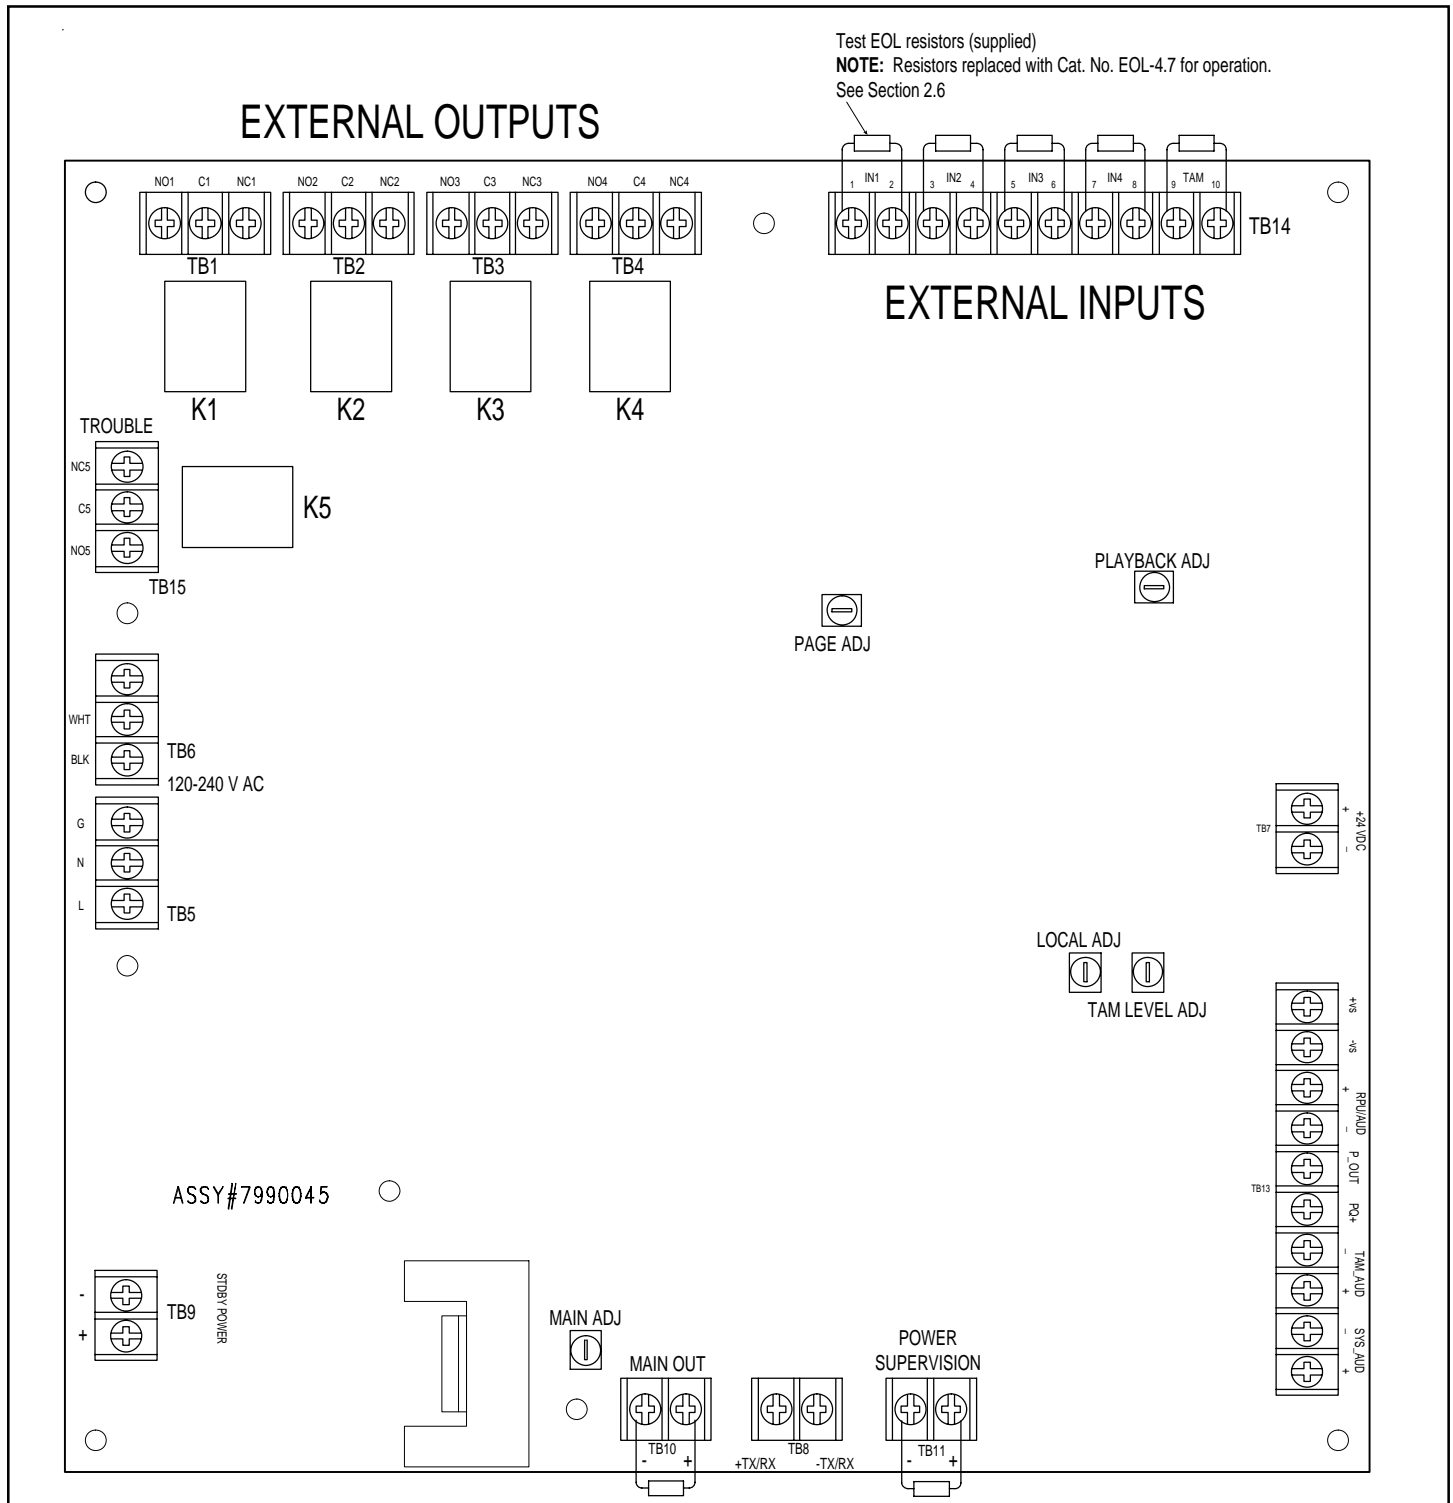 Test EOL resistors (supplied)
NOTE: Resistors replaced with Cat. No. EOL-4.7 for operation.
See Section 2.6
EXTERNAL OUTPUTS
NO1 C1 NC1 NO2 C2 NC2 NO3 C3 NC3 NO4 C4 NC4
1 IN1 2 3 IN2 4 5 IN3 6 7 IN4 8 9 TAM 10
TB14
TB1 TB2 TB3 TB4
EXTERNAL INPUTS
K1 K2 K3 K4
TROUBLE
NC5
C5
NO5
K5
TB15
PLAYBACK ADJ
PAGE ADJ
WHT
BLK
TB6
120-240 V AC
G
N
L
TB5
TB7
+
-
+24 VDC
LOCAL ADJ
TAM LEVEL ADJ
+vs
-vs
+
-
RPU/AUD
P_OUT
PQ+
TB13
-
+
TAM_AUD
-
+
SYS_AUD
ASSY#7990045
-
+
TB9
STDBY POWER
MAIN ADJ
MAIN OUT
POWER
SUPERVISION
TB10
- +
TB8
+TX/RX -TX/RX
TB11
- +